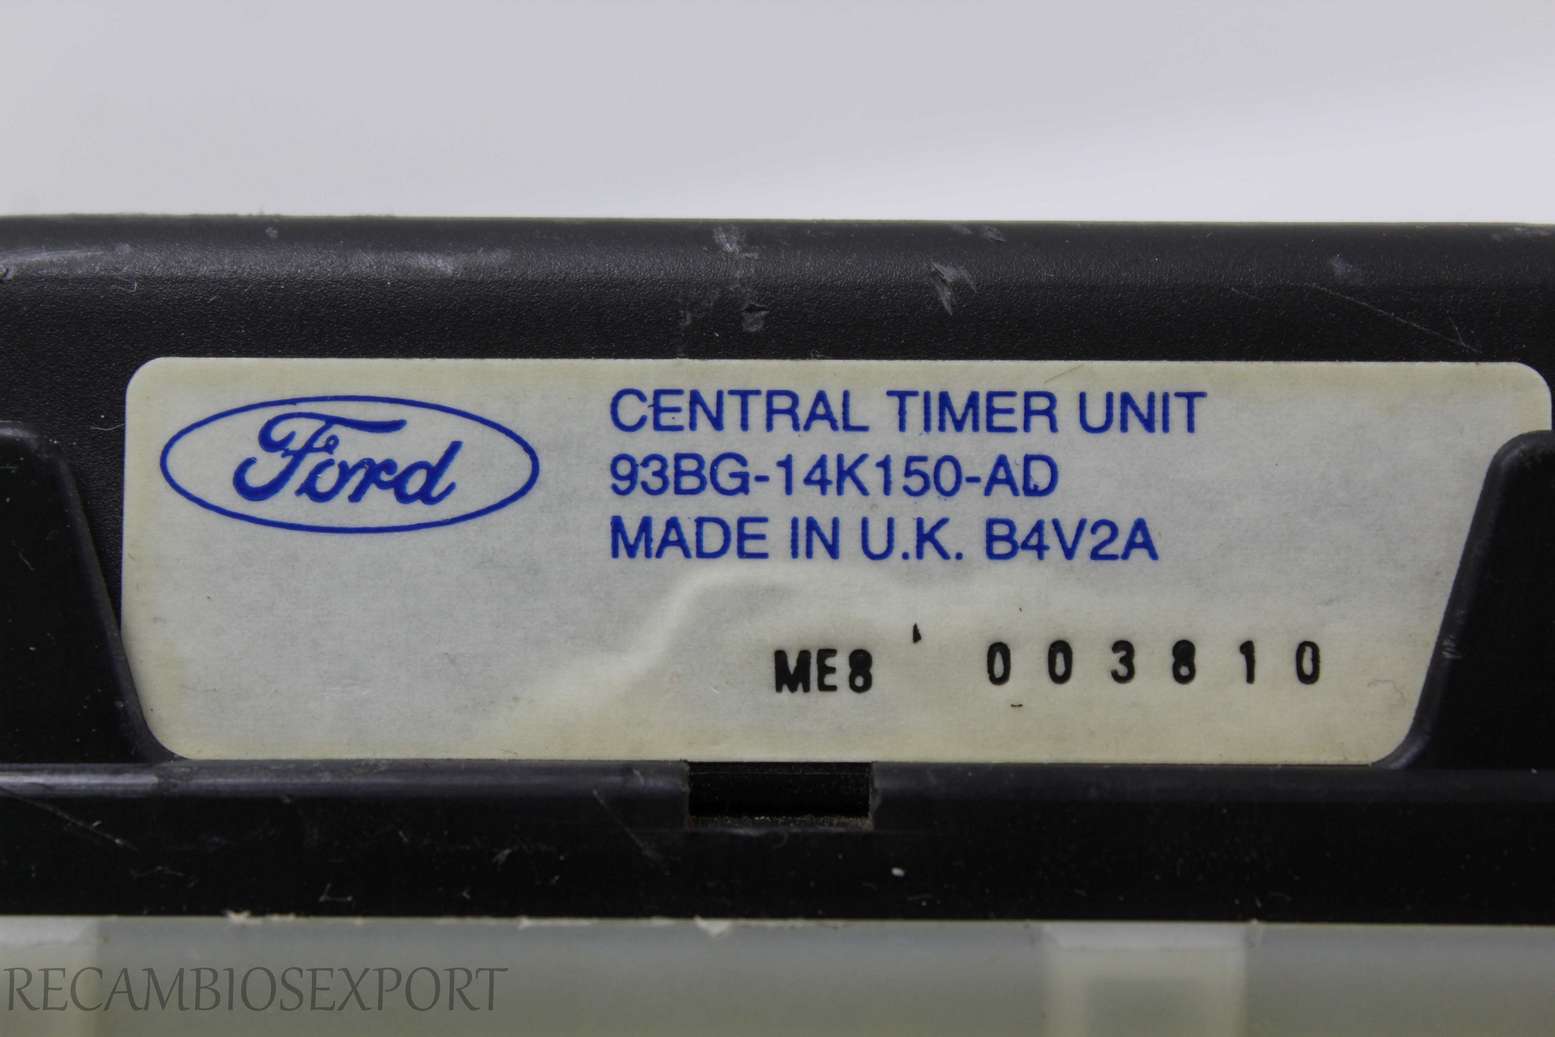 Ford
CENTRAL TIMER UNIT
93BG-14K150-AD
MADE IN U.K. B4V2A
ME8 003810
RECAMBIOSEXPORT